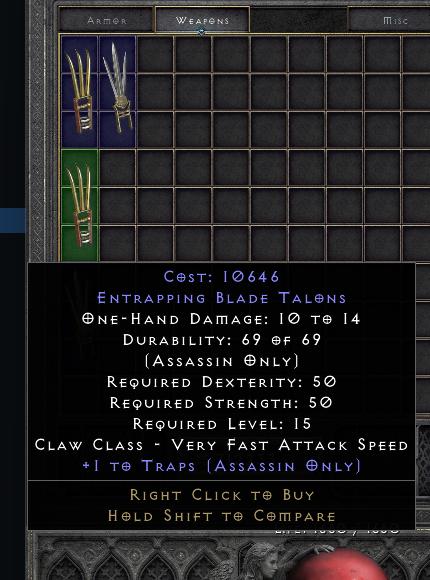 Armor
Weapons
Misc
Cost: 10646
Entrapping Blade Talons
One-Hand Damage: 10 to 14
Durability: 69 of 69
(Assassin Only)
Required Dexterity: 50
Required Strength: 50
Required Level: 15
Claw Class - Very Fast Attack Speed
+1 to Traps (Assassin Only)
Right Click to Buy
Hold Shift to Compare